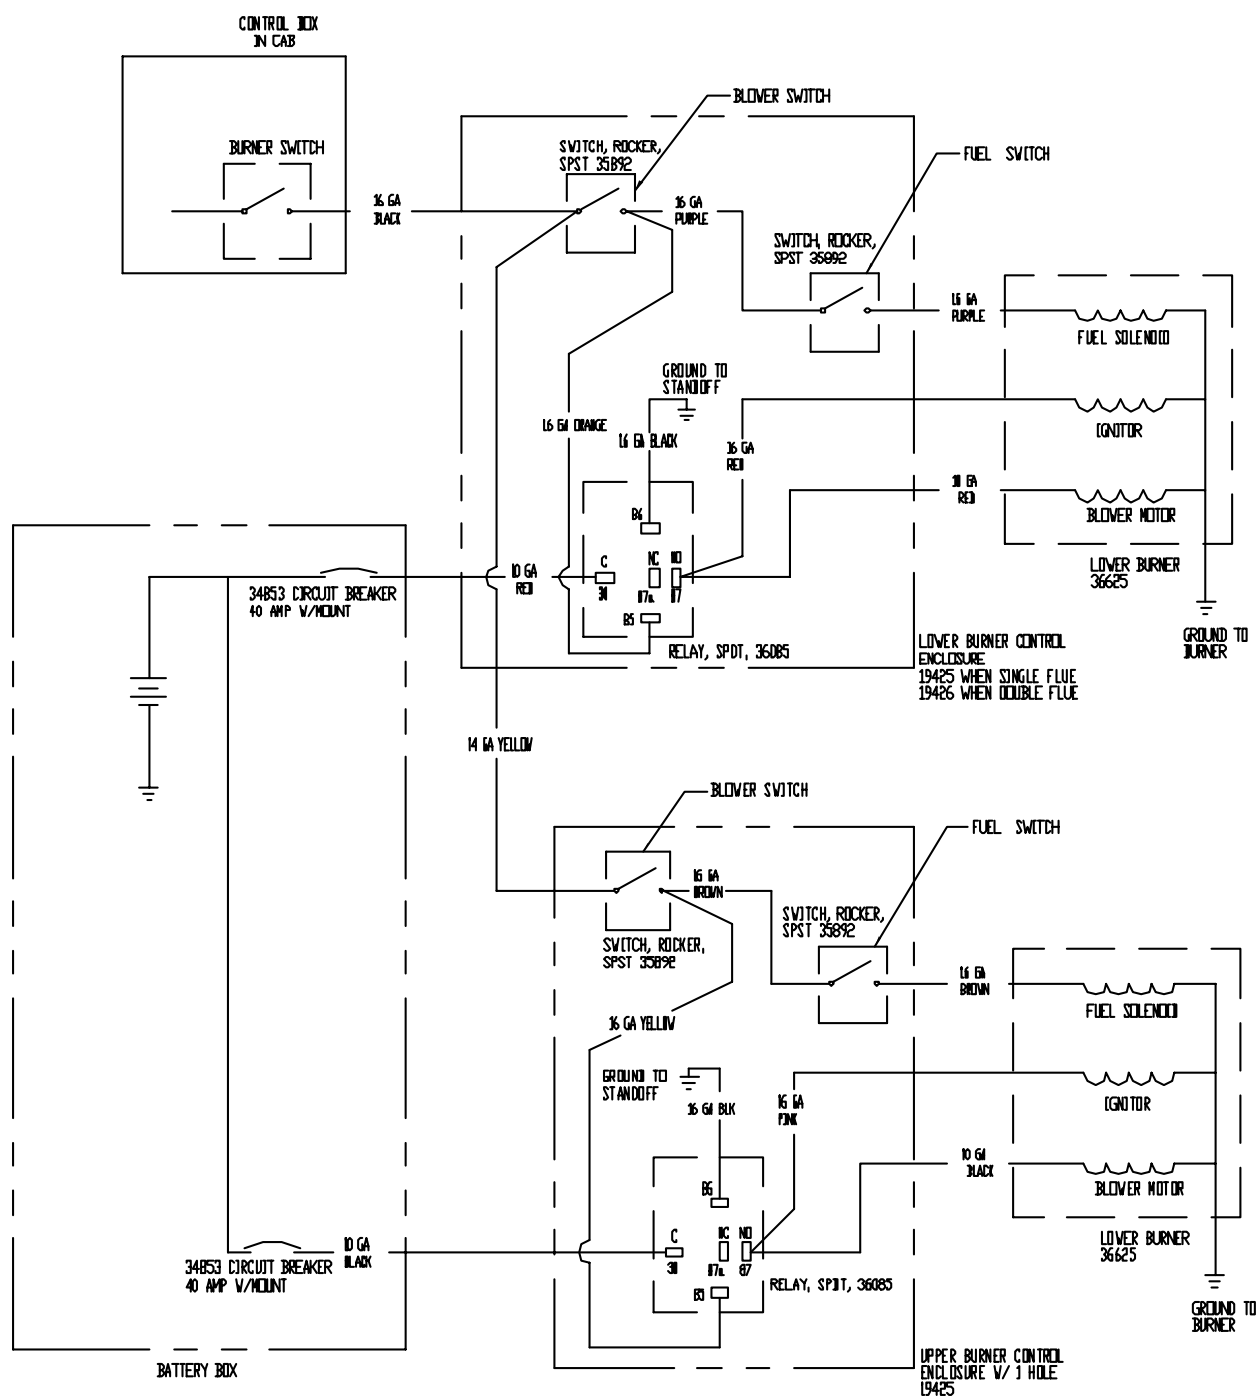 CONTROL BOX
IN CAB
BURNER SWITCH
16 GA
BLACK
BLOWER SWITCH
SWITCH, ROCKER,
SPST 35892
16 GA
PURPLE
FUEL SWITCH
SWITCH, ROCKER,
SPST 35892
16 GA
PURPLE
FUEL SOLENOID
GROUND TO
STANDOFF
16 GA ORANGE
16 GA BLACK
16 GA
RED
IGNITOR
10 GA
RED
BLOWER MOTOR
LOWER BURNER
36625
GROUND TO
BURNER
86
C
NC
NO
30
87a
87
85
10 GA
RED
34853 CIRCUIT BREAKER
40 AMP W/MOUNT
RELAY, SPDT, 36085
LOWER BURNER CONTROL
ENCLOSURE
19425 WHEN SINGLE FLUE
19426 WHEN DOUBLE FLUE
14 GA YELLOW
BLOWER SWITCH
FUEL SWITCH
16 GA
BROWN
SWITCH, ROCKER,
SPST 35892
SWITCH, ROCKER,
SPST 35892
16 GA
BROWN
FUEL SOLENOID
16 GA YELLOW
GROUND TO
STANDOFF
16 GA BLK
16 GA
PINK
IGNITOR
10 GA
BLACK
BLOWER MOTOR
LOWER BURNER
36625
GROUND TO
BURNER
86
C
NC
NO
30
87a
87
85
10 GA
BLACK
34853 CIRCUIT BREAKER
40 AMP W/MOUNT
RELAY, SPDT, 36085
BATTERY BOX
UPPER BURNER CONTROL
ENCLOSURE W/ 1 HOLE
19425